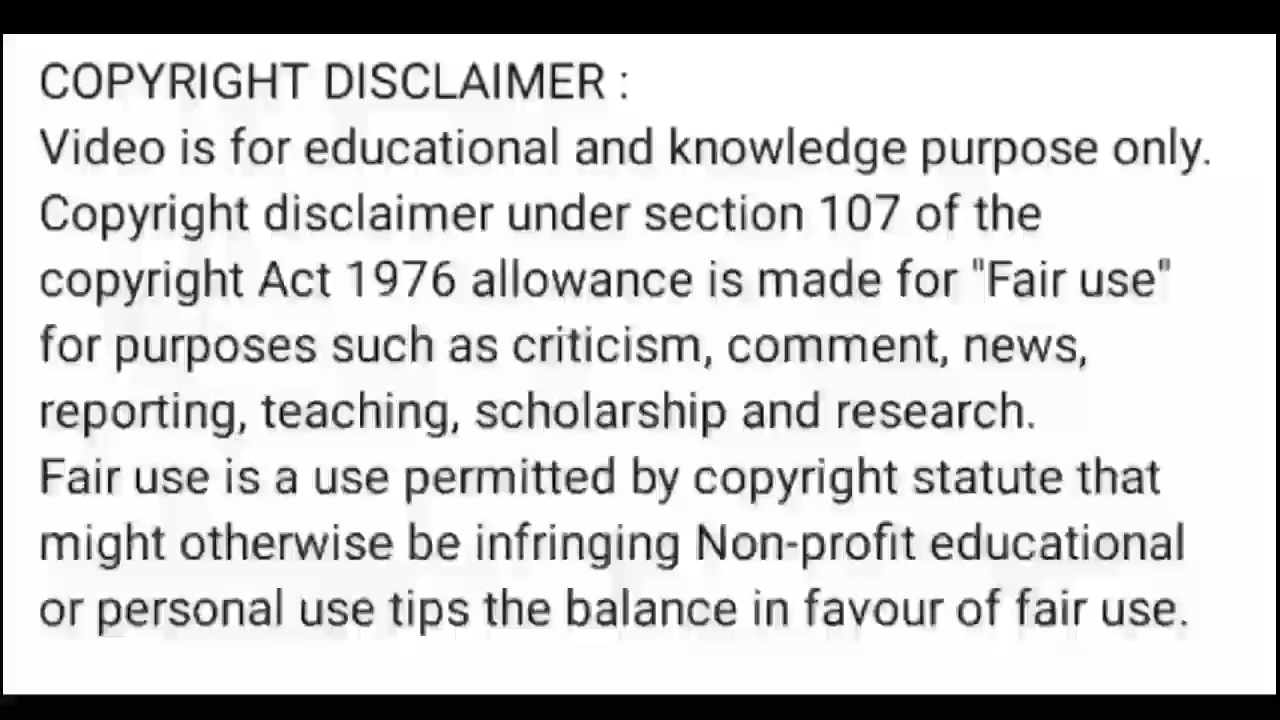 COPYRIGHT DISCLAIMER :
Video is for educational and knowledge purpose only.
Copyright disclaimer under section 107 of the
copyright Act 1976 allowance is made for "Fair use"
for purposes such as criticism, comment, news,
reporting, teaching, scholarship and research.
Fair use is a use permitted by copyright statute that
might otherwise be infringing Non-profit educational
or personal use tips the balance in favour of fair use.